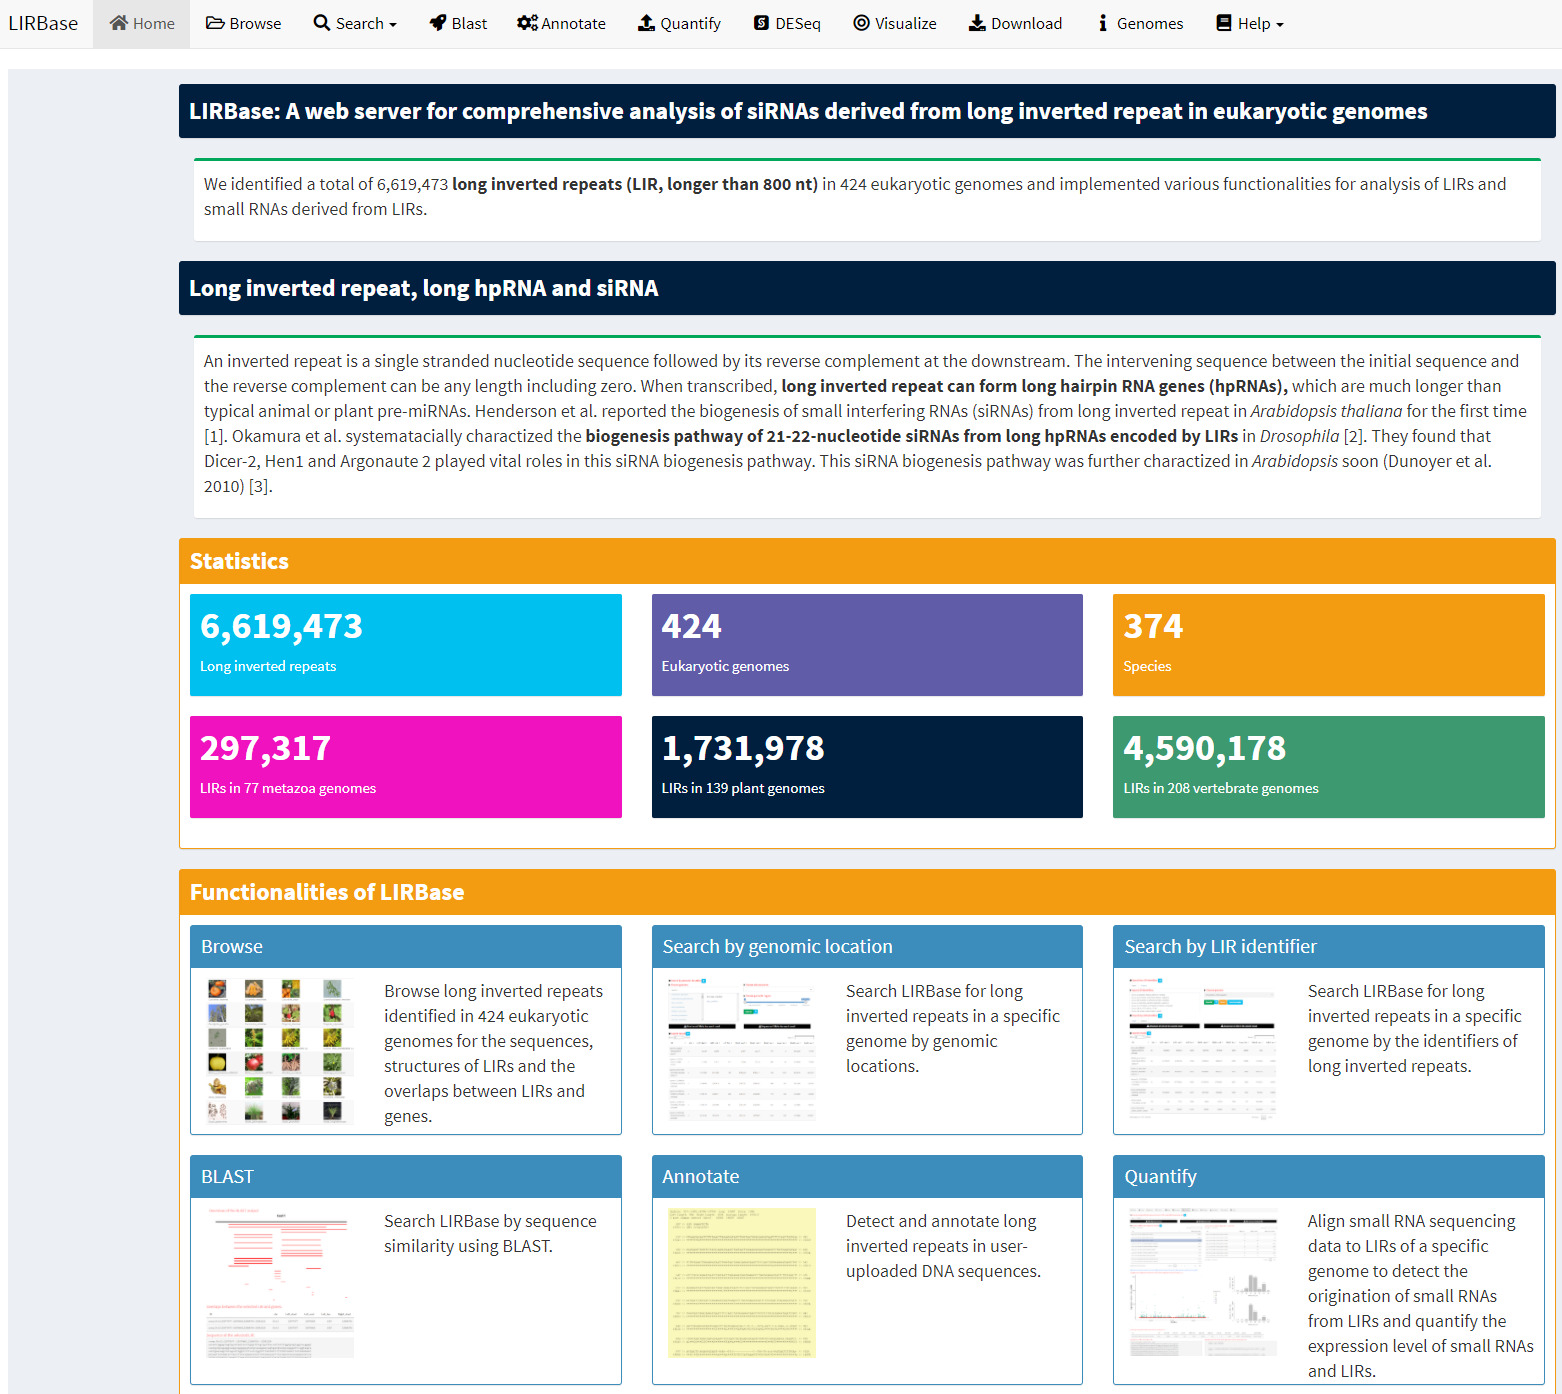 LIRBase Home Browse Search Blast Annotate Quantify DESeq Visualize Download Genomes Help
LIRBase: A web server for comprehensive analysis of siRNAs derived from long inverted repeat in eukaryotic genomes
We identified a total of 6,619,473 long inverted repeats (LIR, longer than 800 nt) in 424 eukaryotic genomes and implemented various functionalities for analysis of LIRs and
small RNAs derived from LIRs.
Long inverted repeat, long hpRNA and siRNA
An inverted repeat is a single stranded nucleotide sequence followed by its reverse complement at the downstream. The intervening sequence between the initial sequence and
the reverse complement can be any length including zero. When transcribed, long inverted repeat can form long hairpin RNA genes (hpRNAs), which are much longer than
typical animal or plant pre-miRNAs. Henderson et al. reported the biogenesis of small interfering RNAs (siRNAs) from long inverted repeat in Arabidopsis thaliana for the first time
[1]. Okamura et al. systematacially charactized the biogenesis pathway of 21-22-nucleotide siRNAs from long hpRNAs encoded by LIRs in Drosophila [2]. They found that
Dicer-2, Hen1 and Argonaute 2 played vital roles in this siRNA biogenesis pathway. This siRNA biogenesis pathway was further charactized in Arabidopsis soon (Dunoyer et al.
2010) [3].
Statistics
6,619,473
Long inverted repeats
424
Eukaryotic genomes
374
Species
297,317
LIRs in 77 metazoa genomes
1,731,978
LIRs in 139 plant genomes
4,590,178
LIRs in 208 vertebrate genomes
Functionalities of LIRBase
Browse
Browse long inverted repeats
identified in 424 eukaryotic
genomes for the sequences,
structures of LIRs and the
overlaps between LIRs and
genes.
Search by genomic location
Search LIRBase for long
inverted repeats in a specific
genome by genomic
locations.
Search by LIR identifier
Search LIRBase for long
inverted repeats in a specific
genome by the identifiers of
long inverted repeats.
BLAST
Search LIRBase by sequence
similarity using BLAST.
Annotate
Detect and annotate long
inverted repeats in user-
uploaded DNA sequences.
Quantify
Align small RNA sequencing
data to LIRs of a specific
genome to detect the
origination of small RNAs
from LIRs and quantify the
expression level of small RNAs
and LIRs.